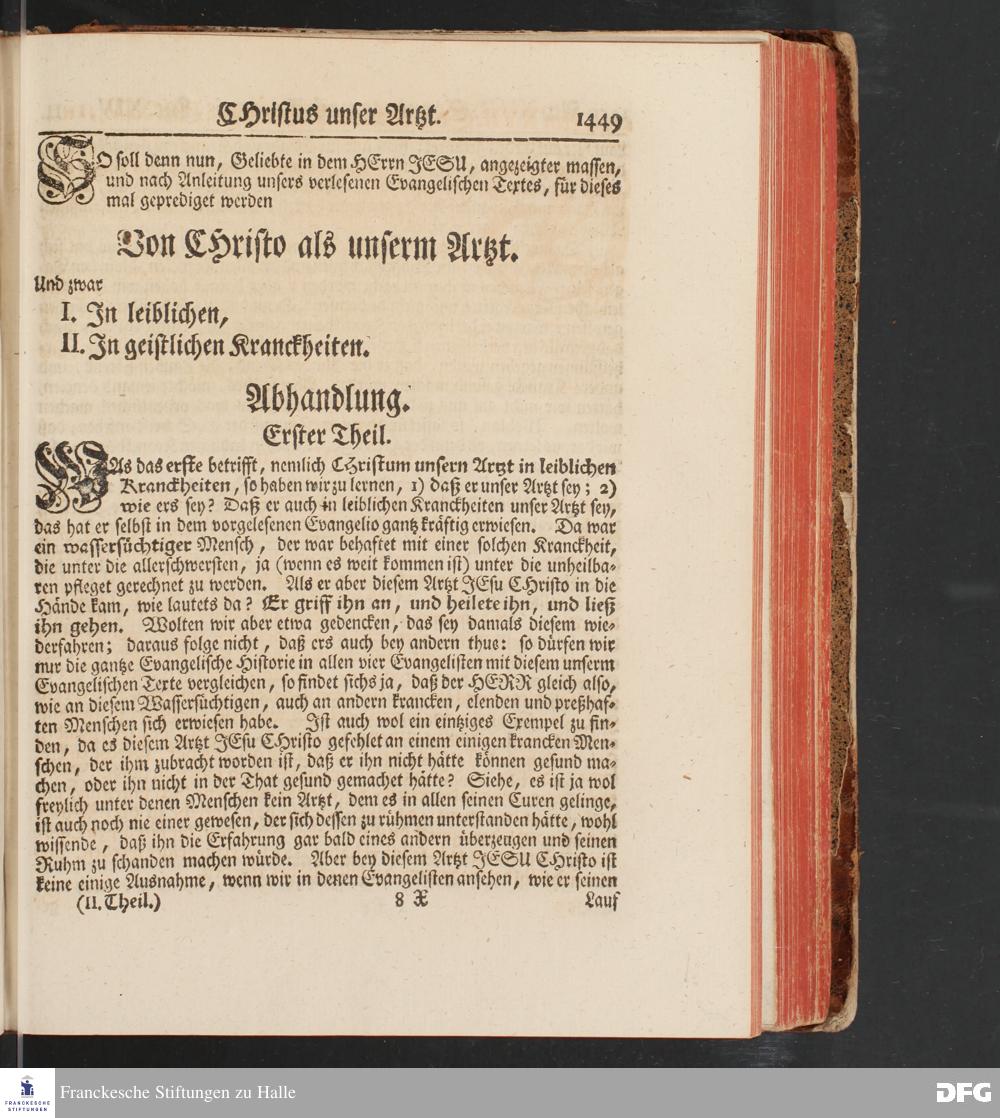 CHristus unser Artzt. 1449
SO soll denn nun, Geliebte in dem HErrn JESU, angezeigter massen,
und nach Anleitung unsers verlesenen Evangelischen Textes, für dieses
mal geprediget werden
Von CHristo als unserm Artzt.
Und zwar
I. In leiblichen,
II. In geistlichen Kranckheiten.
Abhandlung.
Erster Theil.
WAs das erste betrifft, nemlich Christum unsern Artzt in leiblichen
Kranckheiten, so haben wir zu lernen, 1) daß er unser Artzt sey; 2)
wie ers sey? Daß er auch in leiblichen Kranckheiten unser Artzt sey,
das hat er selbst in dem vorgelesenen Evangelio gantz kräftig erwiesen. Da war
ein wassersüchtiger Mensch, der war behaftet mit einer solchen Kranckheit,
die unter die allerschwersten, ja (wenn es weit kommen ist) unter die unheilba-
ren pfleget gerechnet zu werden. Als er aber diesem Artzt JEsu CHristo in die
Hände kam, wie lautets da? Er griff ihn an, und heilete ihn, und ließ
ihn gehen. Wolten wir aber etwa gedencken, das sey damals diesem wie-
derfahren; daraus folge nicht, daß ers auch bey andern thue: so dürfen wir
nur die gantze Evangelische Historie in allen vier Evangelisten mit diesem unserm
Evangelischen Texte vergleichen, so findet sichs ja, daß der HERR gleich also,
wie an diesem Wassersüchtigen, auch an andern krancken, elenden und preßhaf-
ten Menschen sich erwiesen habe. Ist auch wol ein eintziges Exempel zu fin-
den, da es diesem Artzt JEsu CHristo gefehlet an einem einigen krancken Men-
schen, der ihm zubracht worden ist, daß er ihn nicht hätte können gesund ma-
chen, oder ihn nicht in der That gesund gemachet hätte? Siehe, es ist ja wol
freylich unter denen Menschen kein Artzt, dem es in allen seinen Curen gelinge,
ist auch noch nie einer gewesen, der sich dessen zu rühmen unterstanden hätte, wohl
wissende, daß ihn die Erfahrung gar bald eines andern überzeugen und seinen
Ruhm zu schanden machen würde. Aber bey diesem Artzt JESU CHristo ist
keine einige Ausnahme, wenn wir in denen Evangelisten ansehen, wie er seinen
(II. Theil.) 8 X Lauf
FRANCKESCHE
STIFTUNGEN
Franckesche Stiftungen zu Halle
DFG